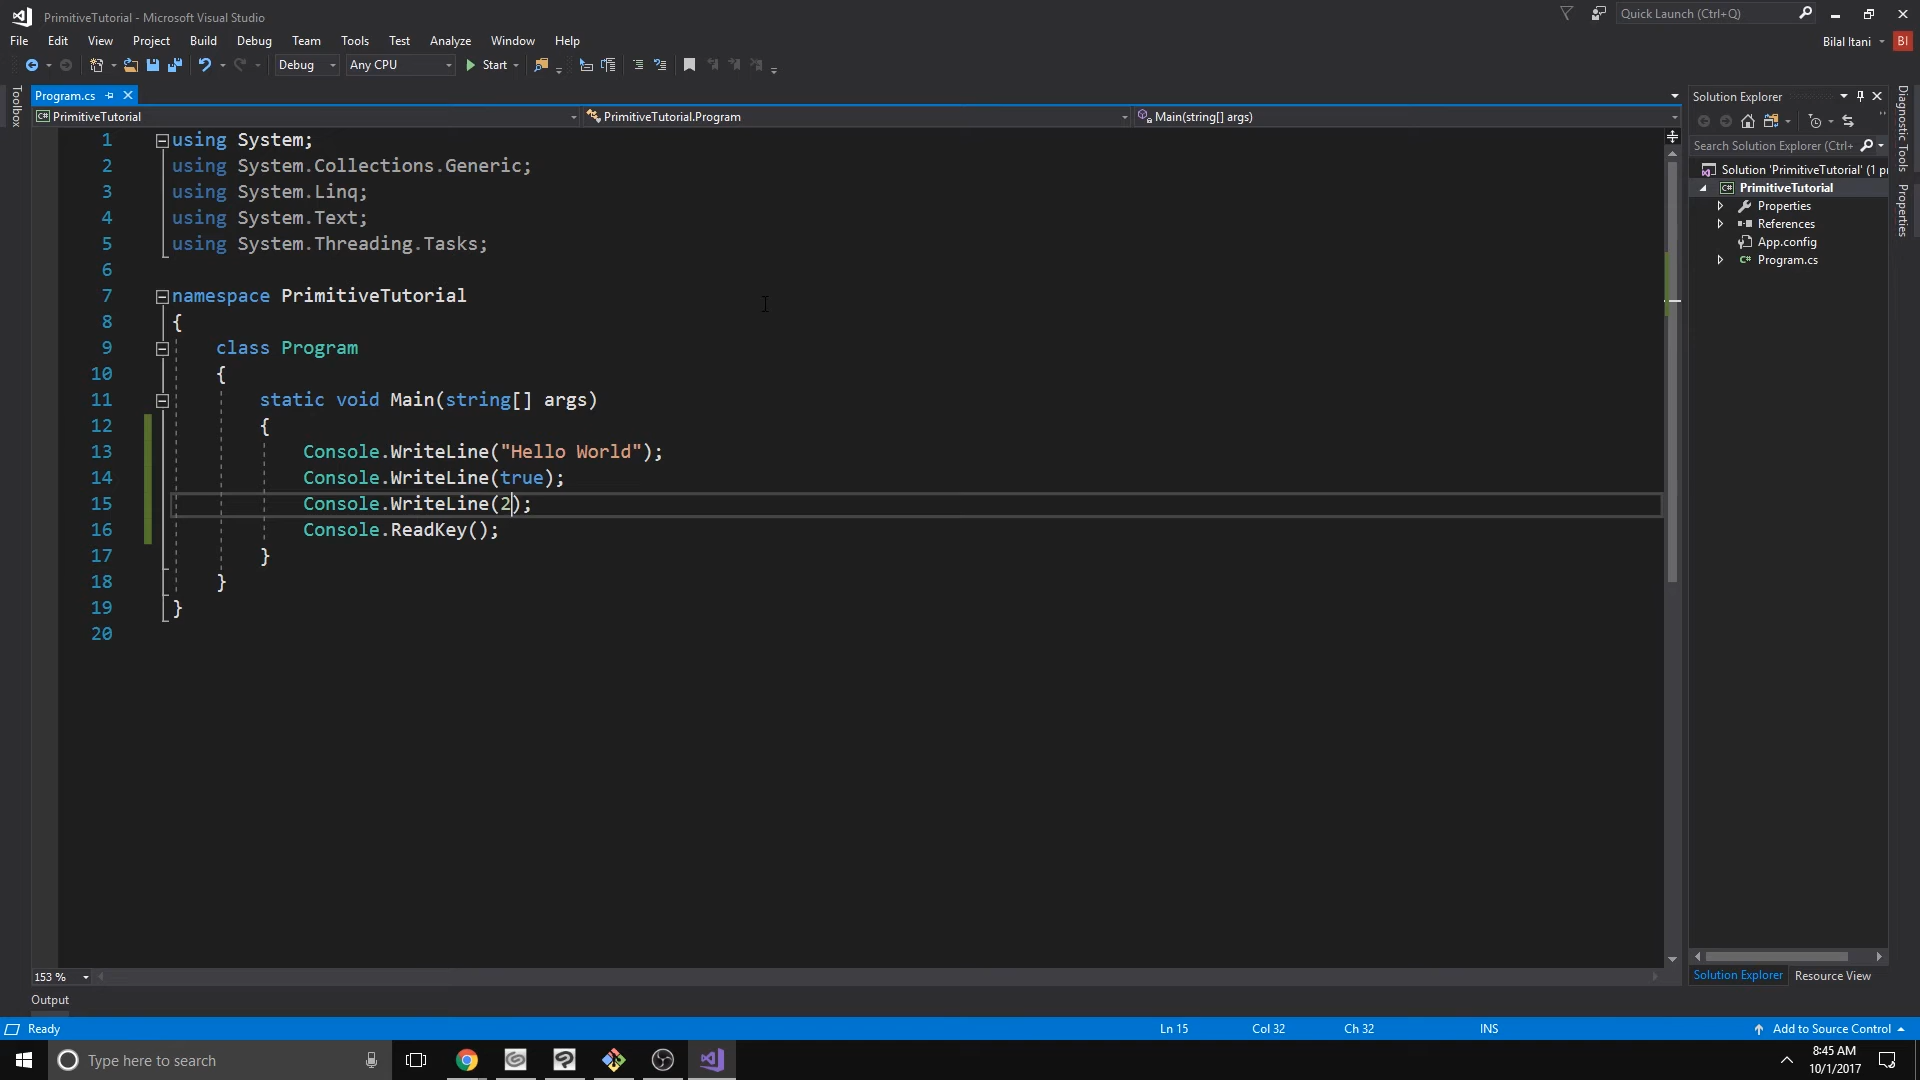 PrimitiveTutorial - Microsoft Visual Studio
Quick Launch (Ctrl+Q)
File Edit View Project Build Debug Team Tools Test Analyze Window Help
Bilal Itani BI
Debug Any CPU Start
Toolbox
Program.cs
PrimitiveTutorial PrimitiveTutorial.Program Main(string[] args)
1 using System;
2 using System.Collections.Generic;
3 using System.Linq;
4 using System.Text;
5 using System.Threading.Tasks;
6
7 namespace PrimitiveTutorial
8 {
9 class Program
10 {
11 static void Main(string[] args)
12 {
13 Console.WriteLine("Hello World");
14 Console.WriteLine(true);
15 Console.WriteLine(2);
16 Console.ReadKey();
17 }
18 }
19 }
20
153 %
Output
Solution Explorer
Search Solution Explorer (Ctrl+
Solution 'PrimitiveTutorial' (1 p
C# PrimitiveTutorial
Properties
References
App.config
C# Program.cs
Solution Explorer Resource View
Diagnostic Tools
Properties
Ready Ln 15 Col 32 Ch 32 INS Add to Source Control
Type here to search
8:45 AM
10/1/2017